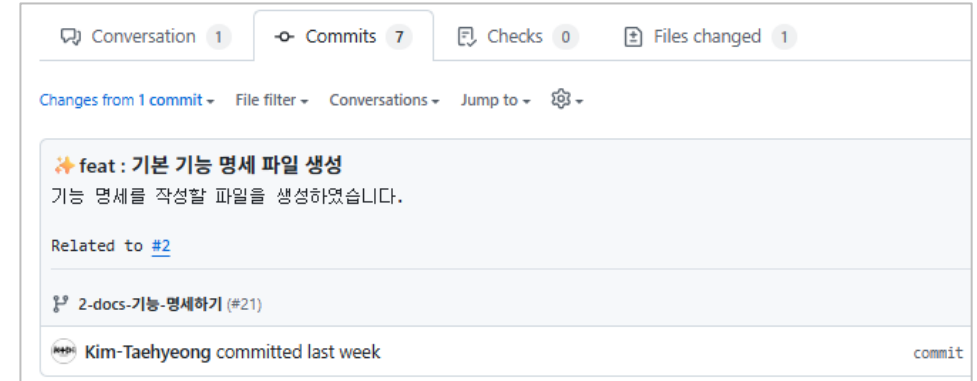 Conversation 1 Commits 7 Checks 0 Files changed 1
Changes from 1 commit File filter Conversations Jump to
✨ feat : 기본 기능 명세 파일 생성
기능 명세를 작성할 파일을 생성하였습니다.
Related to #2
2-docs-기능-명세하기 (#21)
Kim-Taehyeong committed last week commit